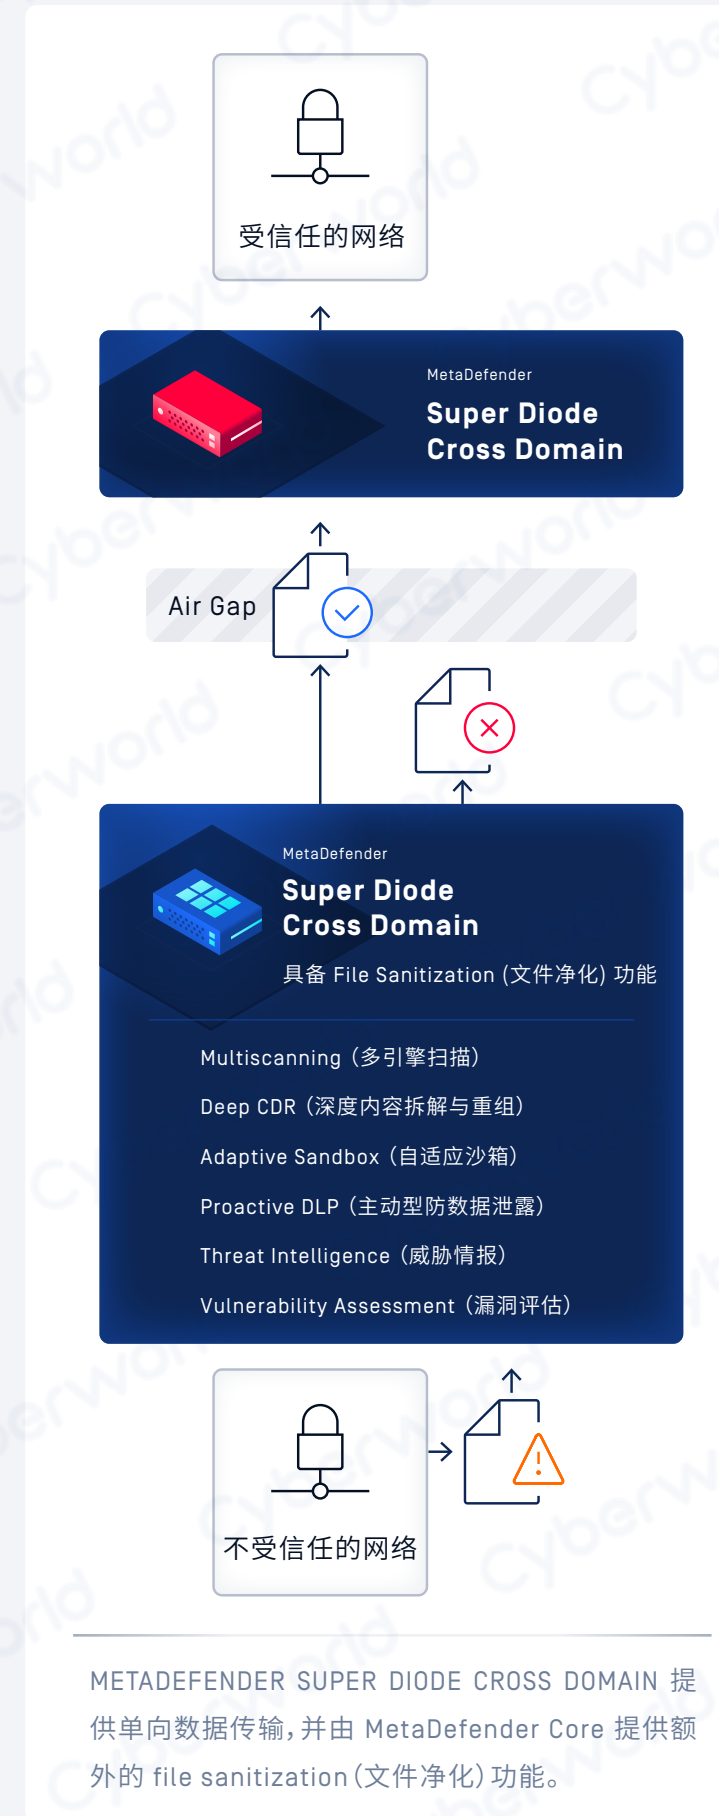 受信任的网络
MetaDefender
Super Diode
Cross Domain
Air Gap
MetaDefender
Super Diode
Cross Domain
具备 File Sanitization (文件净化) 功能
Multiscanning（多引擎扫描）
Deep CDR（深度内容拆解与重组）
Adaptive Sandbox（自适应沙箱）
Proactive DLP（主动型防数据泄露）
Threat Intelligence（威胁情报）
Vulnerability Assessment（漏洞评估）
不受信任的网络
METADEFENDER SUPER DIODE CROSS DOMAIN 提
供单向数据传输，并由 MetaDefender Core 提供额
外的 file sanitization（文件净化）功能。